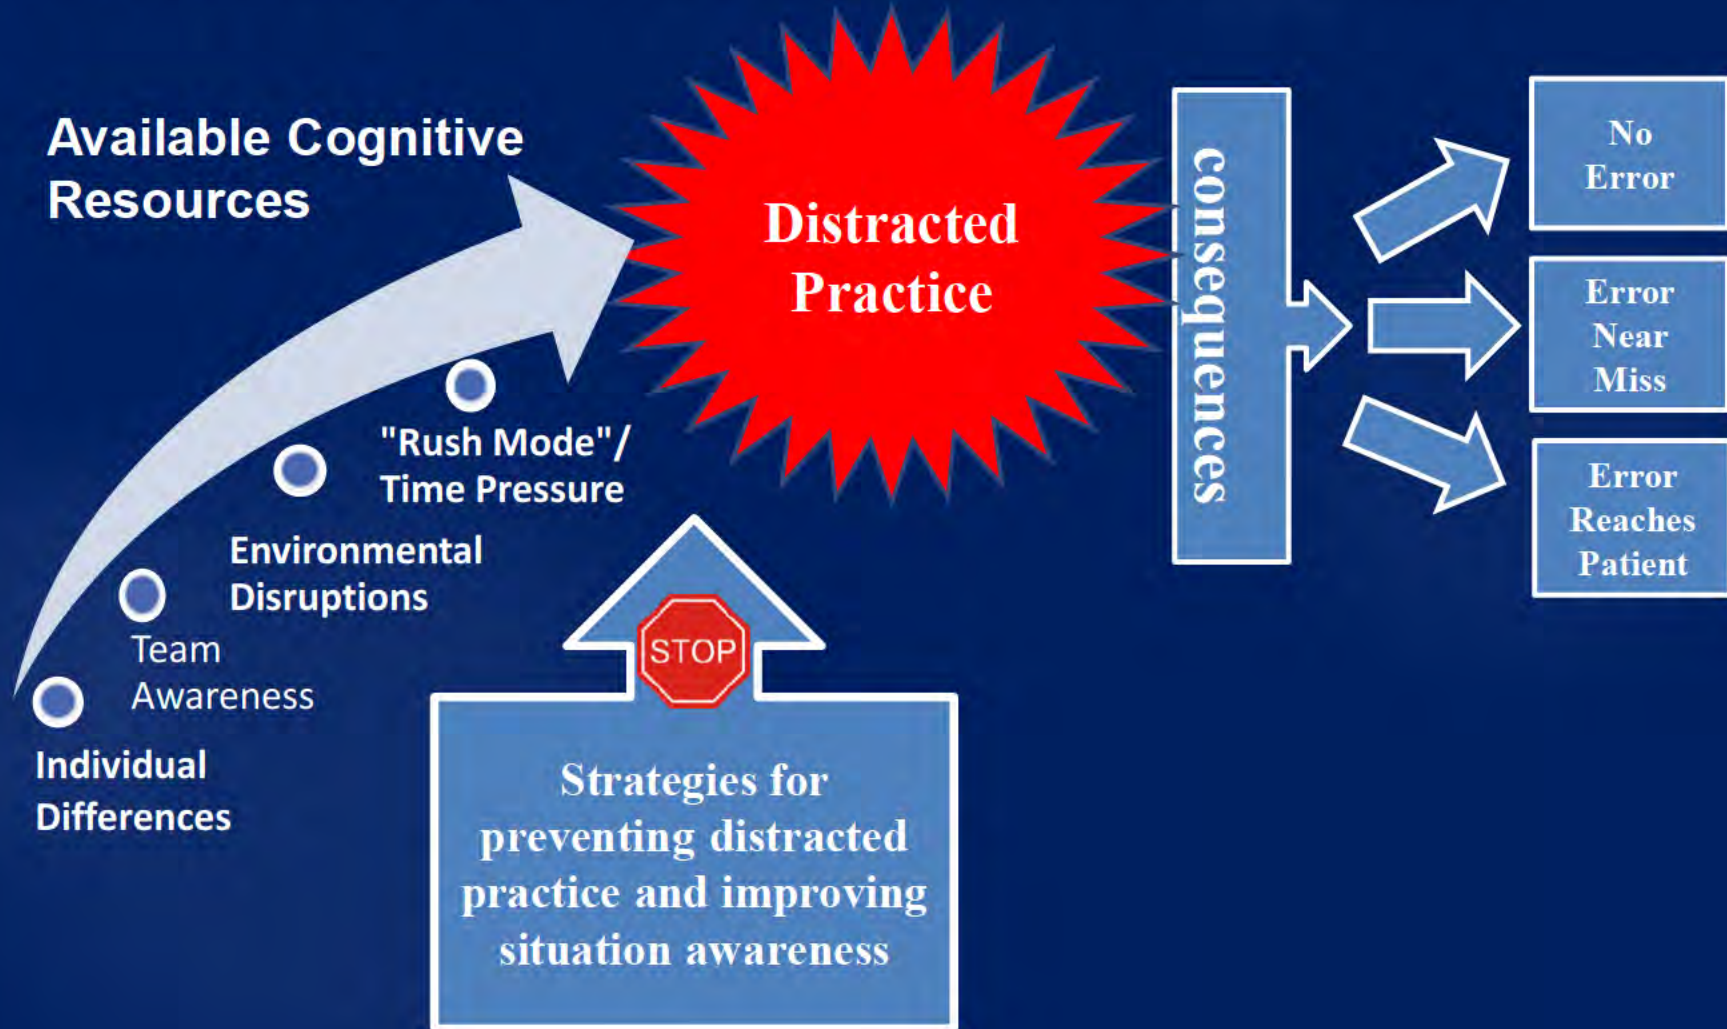 Available Cognitive
Resources
Distracted
Practice
consequences
No
Error
Error
Near
Miss
Error
Reaches
Patient
"Rush Mode"/
Time Pressure
Environmental
Disruptions
Team
Awareness
Individual
Differences
STOP
Strategies for
preventing distracted
practice and improving
situation awareness